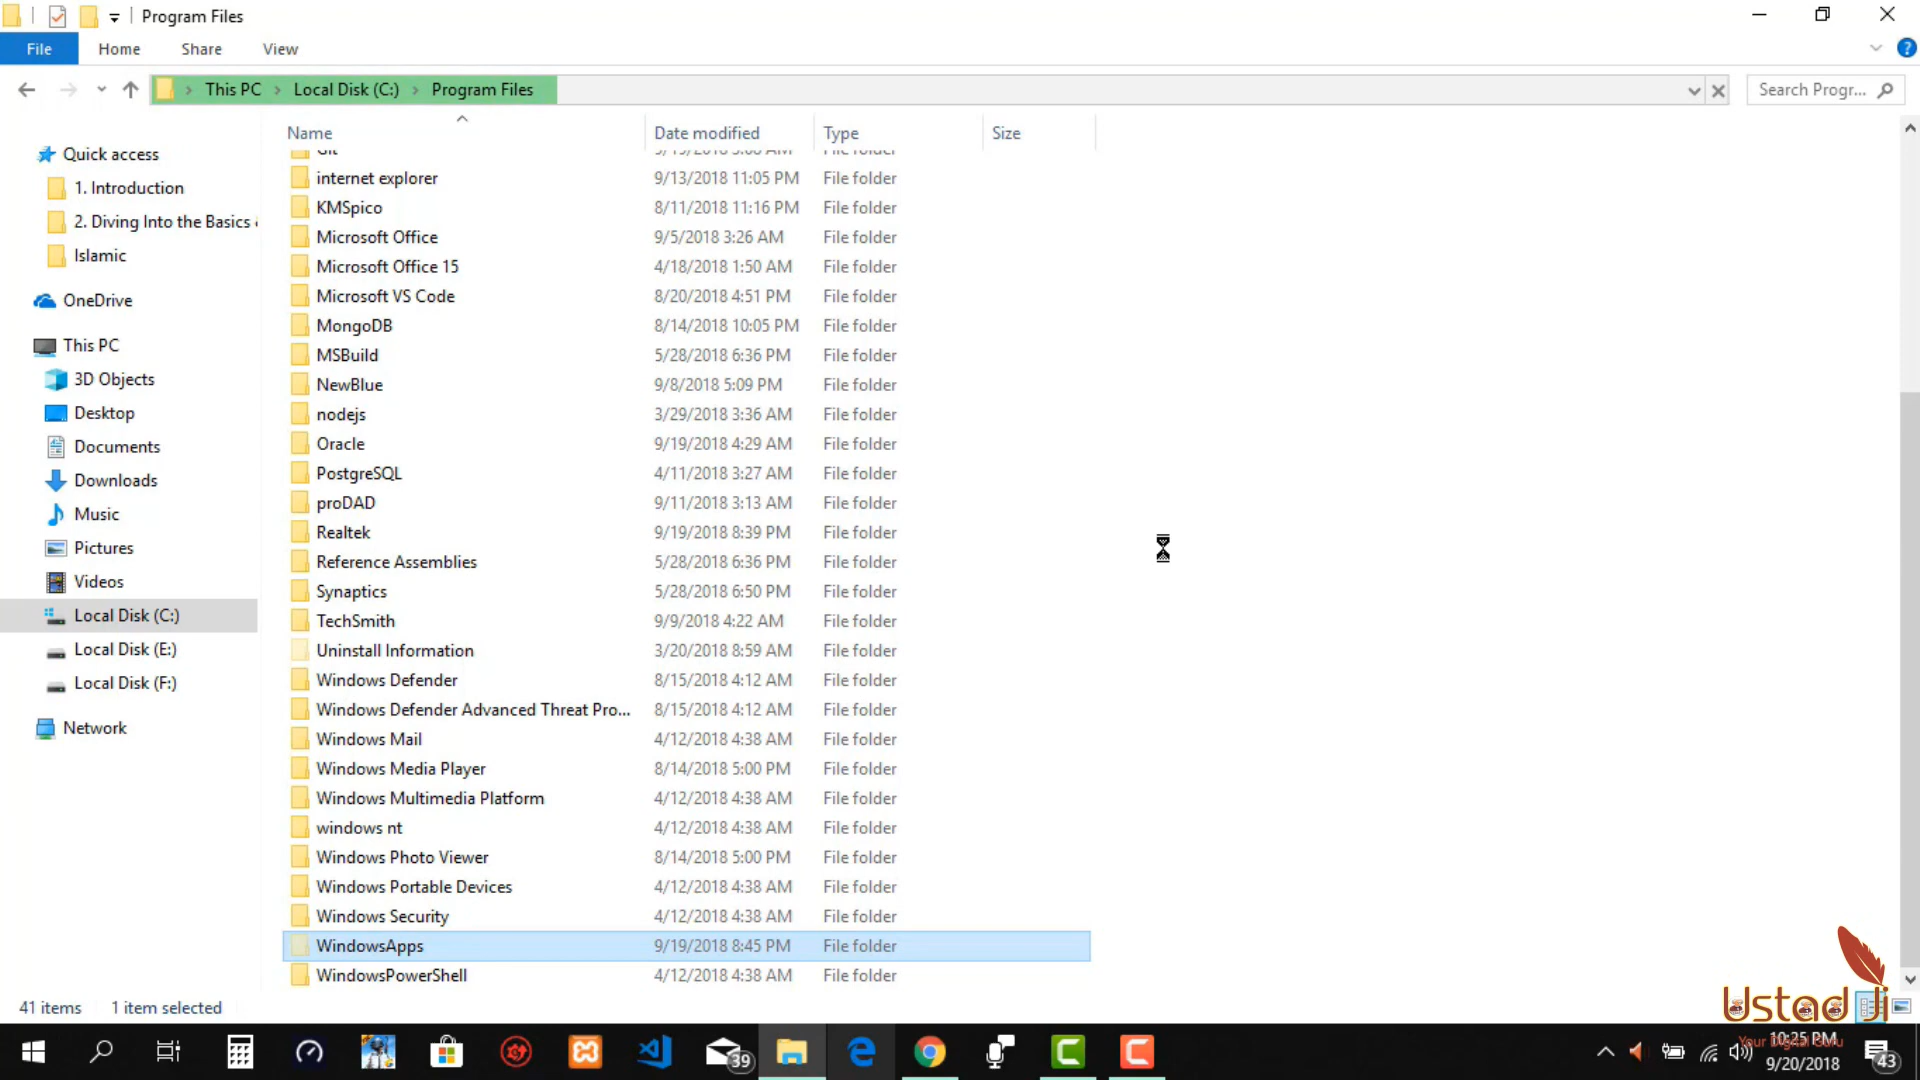 Program Files
File Home Share View
This PC Local Disk (C:) Program Files
Search Progr...
Name Date modified Type Size
Quick access
1. Introduction
2. Diving Into the Basics
Islamic
OneDrive
This PC
3D Objects
Desktop
Documents
Downloads
Music
Pictures
Videos
Local Disk (C:)
Local Disk (E:)
Local Disk (F:)
Network
Git File folder
internet explorer 9/13/2018 11:05 PM File folder
KMSpico 8/11/2018 11:16 PM File folder
Microsoft Office 9/5/2018 3:26 AM File folder
Microsoft Office 15 4/18/2018 1:50 AM File folder
Microsoft VS Code 8/20/2018 4:51 PM File folder
MongoDB 8/14/2018 10:05 PM File folder
MSBuild 5/28/2018 6:36 PM File folder
NewBlue 9/8/2018 5:09 PM File folder
nodejs 3/29/2018 3:36 AM File folder
Oracle 9/19/2018 4:29 AM File folder
PostgreSQL 4/11/2018 3:27 AM File folder
proDAD 9/11/2018 3:13 AM File folder
Realtek 9/19/2018 8:39 PM File folder
Reference Assemblies 5/28/2018 6:36 PM File folder
Synaptics 5/28/2018 6:50 PM File folder
TechSmith 9/9/2018 4:22 AM File folder
Uninstall Information 3/20/2018 8:59 AM File folder
Windows Defender 8/15/2018 4:12 AM File folder
Windows Defender Advanced Threat Pro... 8/15/2018 4:12 AM File folder
Windows Mail 4/12/2018 4:38 AM File folder
Windows Media Player 8/14/2018 5:00 PM File folder
Windows Multimedia Platform 4/12/2018 4:38 AM File folder
windows nt 4/12/2018 4:38 AM File folder
Windows Photo Viewer 8/14/2018 5:00 PM File folder
Windows Portable Devices 4/12/2018 4:38 AM File folder
Windows Security 4/12/2018 4:38 AM File folder
WindowsApps 9/19/2018 8:45 PM File folder
WindowsPowerShell 4/12/2018 4:38 AM File folder
41 items 1 item selected
Ustad Ji
Your Digital Guru
39
10:25 PM
9/20/2018
43